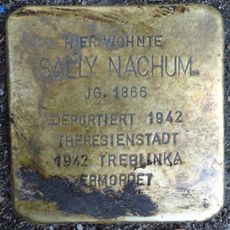 HIER WOHNTE
SALLY NACHUM
JG. 1866
DEPORTIERT 1942
THERESIENSTADT
1942 TREBLINKA
ERMORDET